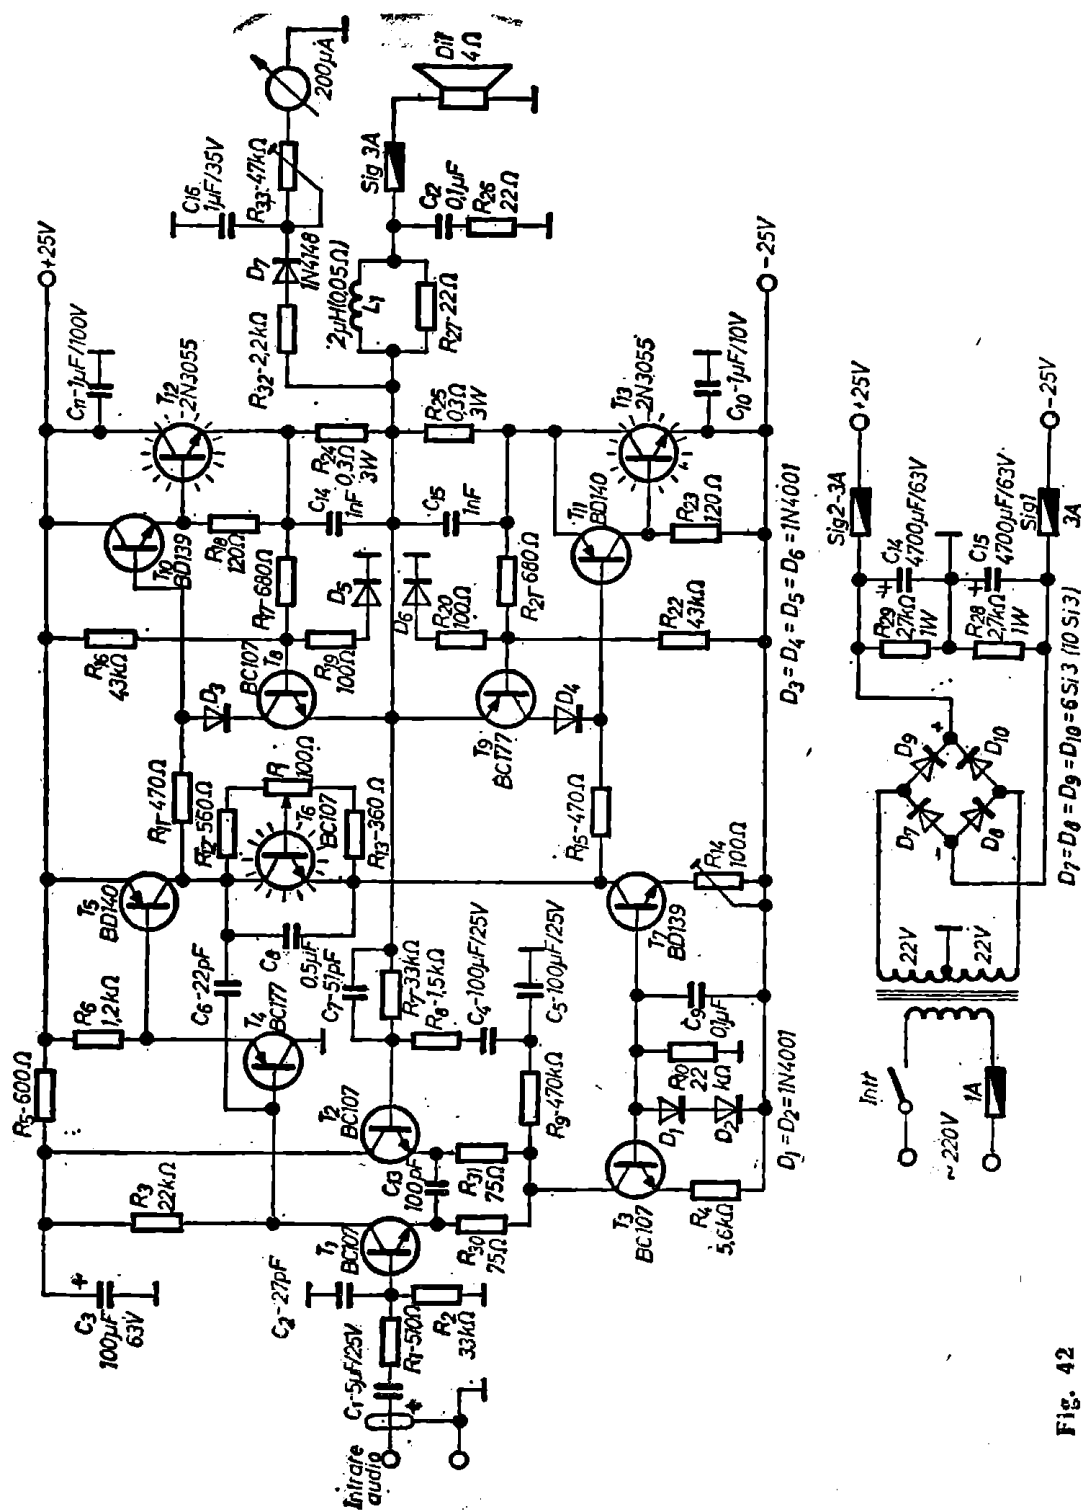 Intrare
audio
C1-5µF/25V
R1-510Ω
R2
33kΩ
C2-27pF
C3
100µF
63V
R3
22kΩ
T1
BC107
R30
75Ω
C13
100pF
R31
75Ω
T2
BC107
R5-600Ω
R6
1,2kΩ
T4
BC177
C6-22pF
T5
BD140
C8
0,5µF
C7-51pF
R7-33kΩ
R8-1,5kΩ
C4-100µF/25V
C5-100µF/25V
R9-470kΩ
T3
BC107
R4
5,6kΩ
D1
D2
R10
22
kΩ
C9
0,1µF
T7
BD139
R14
100Ω
R11-470Ω
R12-560Ω
R
100Ω
T6
BC107
R13-360Ω
R15-470Ω
R16
43kΩ
D3
T8
BC107
R17-680Ω
R19
100Ω
D5
D6
R20
100Ω
T9
BC177
D4
R21-680Ω
R22
43kΩ
T10
BD139
R18
120Ω
C14
1nF
C15
1nF
T11
BD140
R23
120Ω
C11-1µF/100V
T12
2N3055
R24
0,3Ω
3W
R25
0,3Ω
3W
T13
2N3055
C10-1µF/10V
R32-2,2kΩ
D7
1N4148
C16
1µF/35V
R33-47kΩ
200µA
2µH(0,05Ω)
L1
R27-22Ω
C12
0,1µF
R26
22Ω
Sig 3A
Dif
4Ω
+25V
-25V
D1=D2=1N4001
D3=D4=D5=D6=1N4001
Intr
~220V
1A
22V
22V
D7
D9
D8
D10
+
-
R29
2,7kΩ
1W
R28
2,7kΩ
1W
C14
4700µF/63V
C15
4700µF/63V
Sig2-3A
Sig1
3A
+25V
-25V
D7=D8=D9=D10=6Si3 (10Si3)
Fig. 42